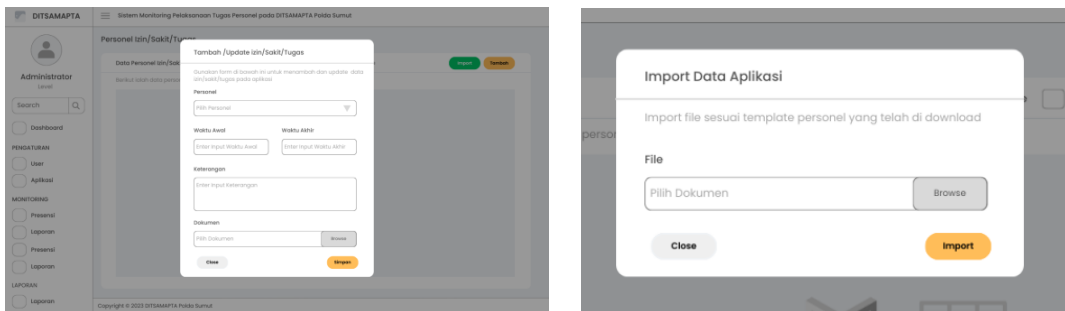 DITSAMAPTA
Sistem Monitoring Pelaksanaan Tugas Personel pada DITSAMAPTA Polda Sumut
Personel Izin/Sakit/Tugas
Administrator
Level
Search
Dashboard
PENGATURAN
User
Aplikasi
MONITORING
Presensi
Laporan
Presensi
Laporan
LAPORAN
Laporan
Data Personel Izin/Sak
Import
Tambah
Berikut ialah data person
Tambah /Update Izin/Sakit/Tugas
Gunakan form di bawah ini untuk menambah dan update data
izin/sakit/tugas pada aplikasi
Personel
Pilih Personel
Waktu Awal Waktu Akhir
Enter Input Waktu Awal Enter Input Waktu Akhir
Keterangan
Enter Input Keterangan
Dokumen
Pilih Dokumen Browse
Close Simpan
Copyright © 2023 DITSAMAPTA Polda Sumut
Import Data Aplikasi
Import file sesuai template personel yang telah di download
person
File
Pilih Dokumen Browse
Close Import